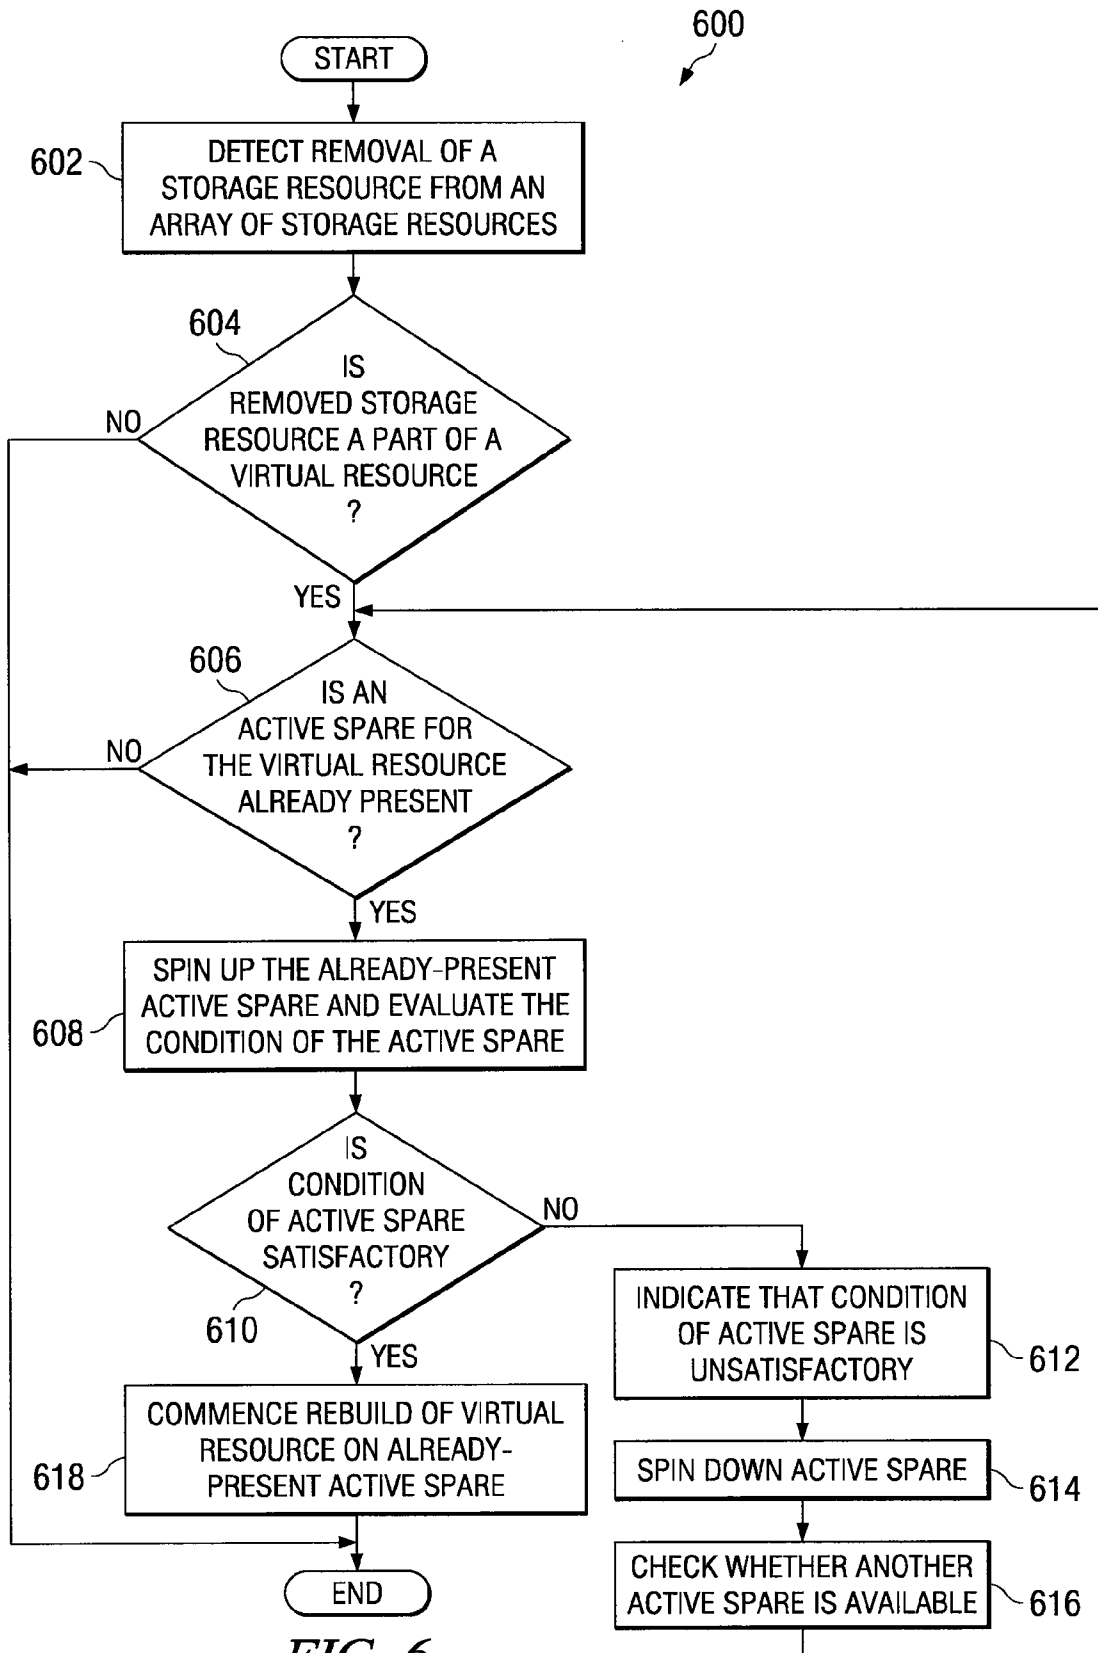 600
START
602
DETECT REMOVAL OF A
STORAGE RESOURCE FROM AN
ARRAY OF STORAGE RESOURCES
604
IS
REMOVED STORAGE
RESOURCE A PART OF A
VIRTUAL RESOURCE
?
NO
YES
606
IS AN
ACTIVE SPARE FOR
THE VIRTUAL RESOURCE
ALREADY PRESENT
?
NO
YES
608
SPIN UP THE ALREADY-PRESENT
ACTIVE SPARE AND EVALUATE THE
CONDITION OF THE ACTIVE SPARE
IS
CONDITION
OF ACTIVE SPARE
SATISFACTORY
?
610
NO
YES
INDICATE THAT CONDITION
OF ACTIVE SPARE IS
UNSATISFACTORY
612
618
COMMENCE REBUILD OF VIRTUAL
RESOURCE ON ALREADY-
PRESENT ACTIVE SPARE
SPIN DOWN ACTIVE SPARE
614
CHECK WHETHER ANOTHER
ACTIVE SPARE IS AVAILABLE
616
END
FIG. 6